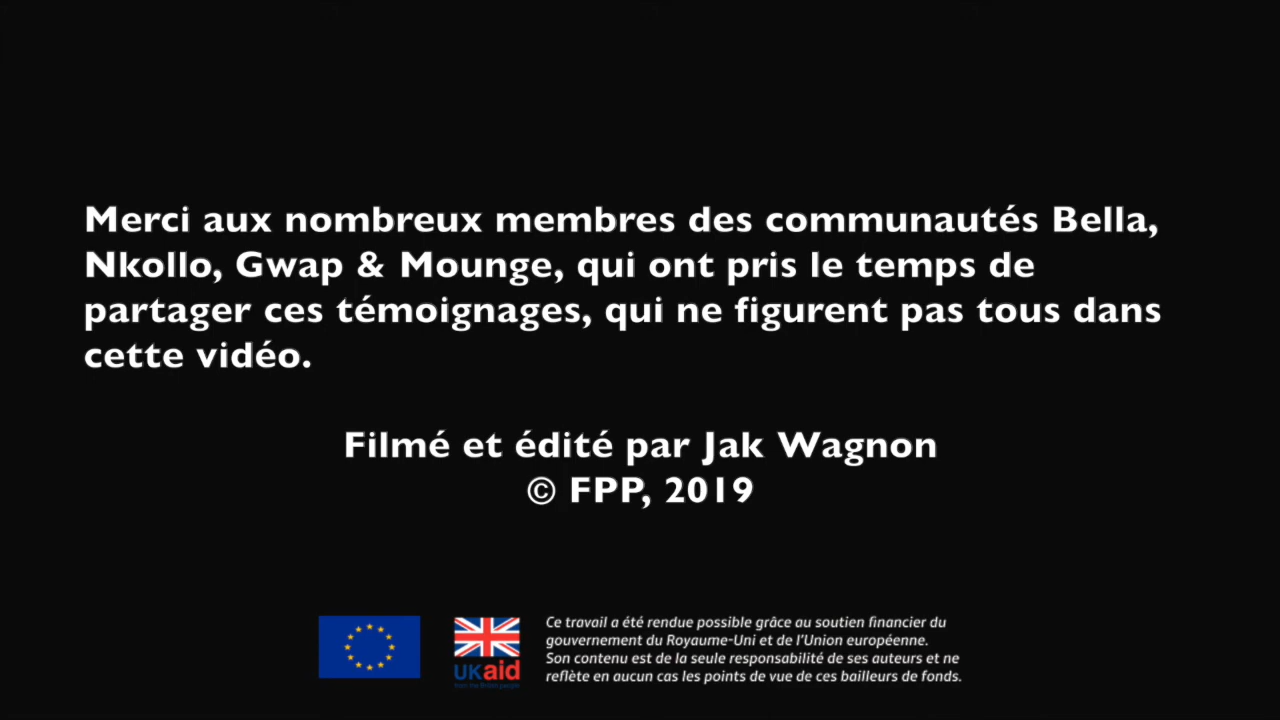 Merci aux nombreux membres des communautés Bella,
Nkollo, Gwap & Mounge, qui ont pris le temps de
partager ces témoignages, qui ne figurent pas tous dans
cette vidéo.
Filmé et édité par Jak Wagnon
© FPP, 2019
UKaid
from the British people
Ce travail a été rendue possible grâce au soutien financier du
gouvernement du Royaume-Uni et de l'Union européenne.
Son contenu est de la seule responsabilité de ses auteurs et ne
reflète en aucun cas les points de vue de ces bailleurs de fonds.